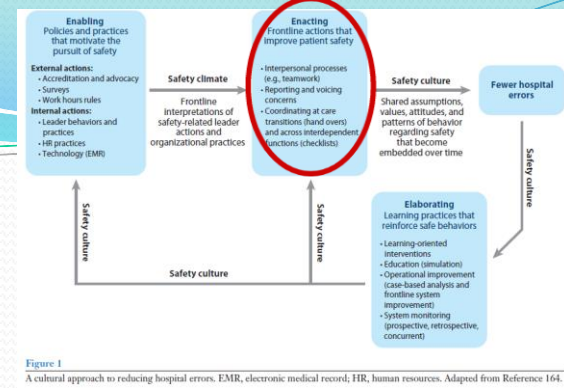 Enabling
Policies and practices
that motivate the
pursuit of safety
External actions:
• Accreditation and advocacy
• Surveys
• Work hours rules
Internal actions:
• Leader behaviors and
practices
• HR practices
• Technology (EMR)
Safety climate
Frontline
interpretations of
safety-related leader
actions and
organizational practices
Enacting
Frontline actions that
improve patient safety
• Interpersonal processes
(e.g., teamwork)
• Reporting and voicing
concerns
• Coordinating at care
transitions (hand overs)
and across interdependent
functions (checklists)
Safety culture
Shared assumptions,
values, attitudes, and
patterns of behavior
regarding safety
that become
embedded over time
Fewer hospital
errors
Safety culture
Elaborating
Learning practices that
reinforce safe behaviors
• Learning-oriented
interventions
• Education (simulation)
• Operational improvement
(case-based analysis and
frontline system
improvement)
• System monitoring
(prospective, retrospective,
concurrent)
Safety culture
Safety culture
Safety culture
Figure 1
A cultural approach to reducing hospital errors. EMR, electronic medical record; HR, human resources. Adapted from Reference 164.